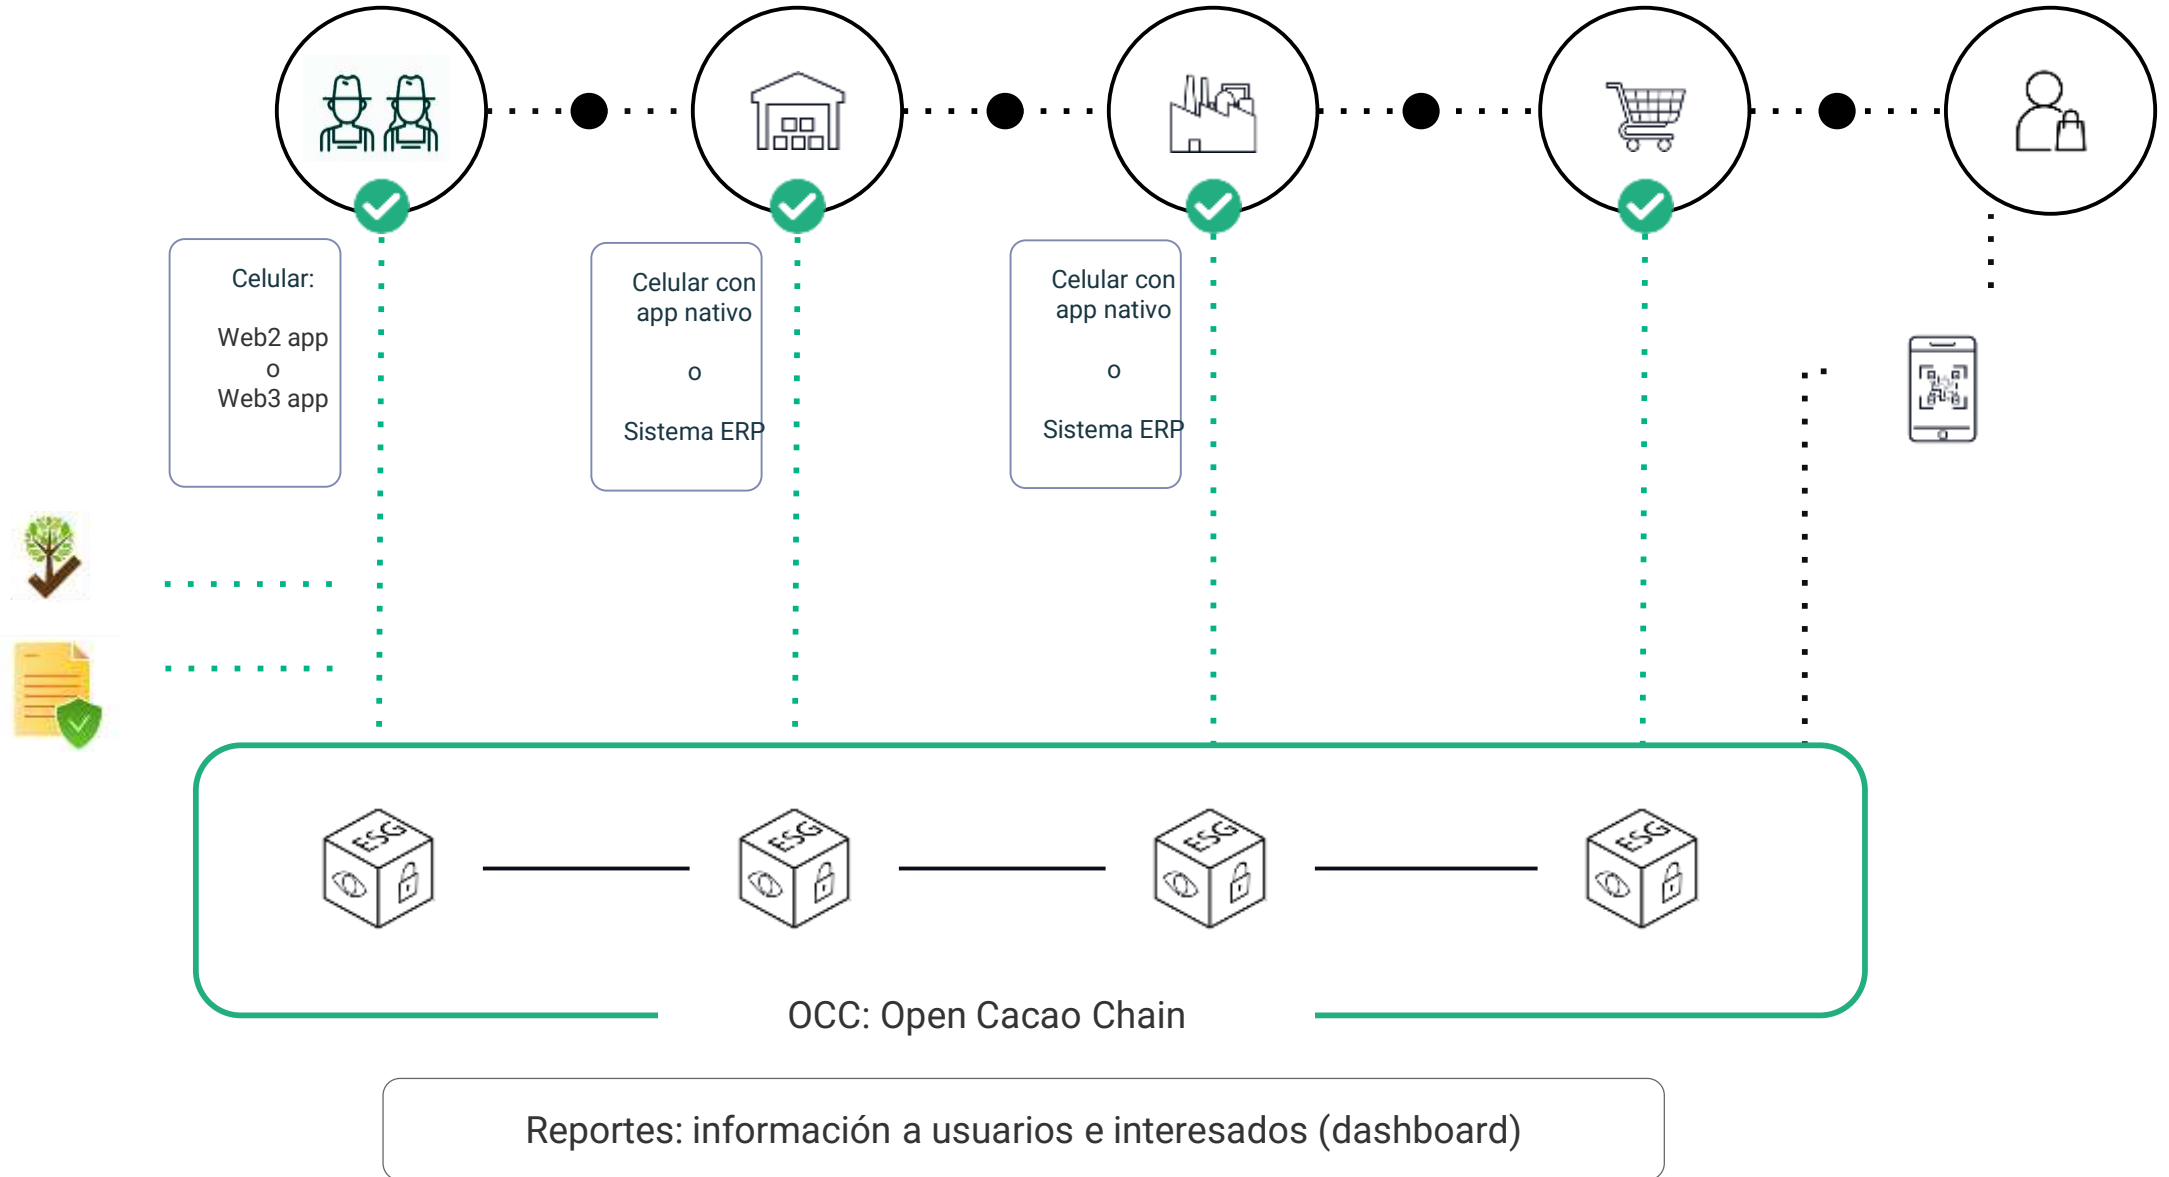 Celular:
Web2 app
o
Web3 app
Celular con
app nativo
o
Sistema ERP
Celular con
app nativo
o
Sistema ERP
ESG
ESG
ESG
ESG
OCC: Open Cacao Chain
Reportes: información a usuarios e interesados (dashboard)